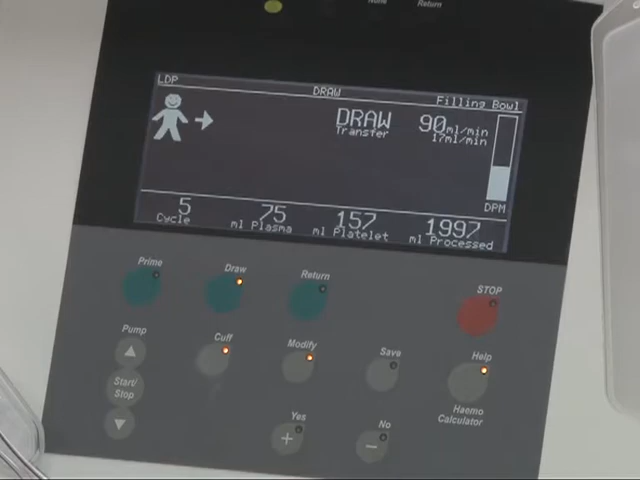 None Return
LDP DRAW Filling Bowl
DRAW 90ml/min
Transfer 17ml/min
DPM
5 75 157 1997
Cycle ml Plasma ml Platelet ml Processed
Prime Draw Return STOP
Pump Cuff Modify Save Help
Start/
Stop
Haemo
Calculator
Yes No
+ −